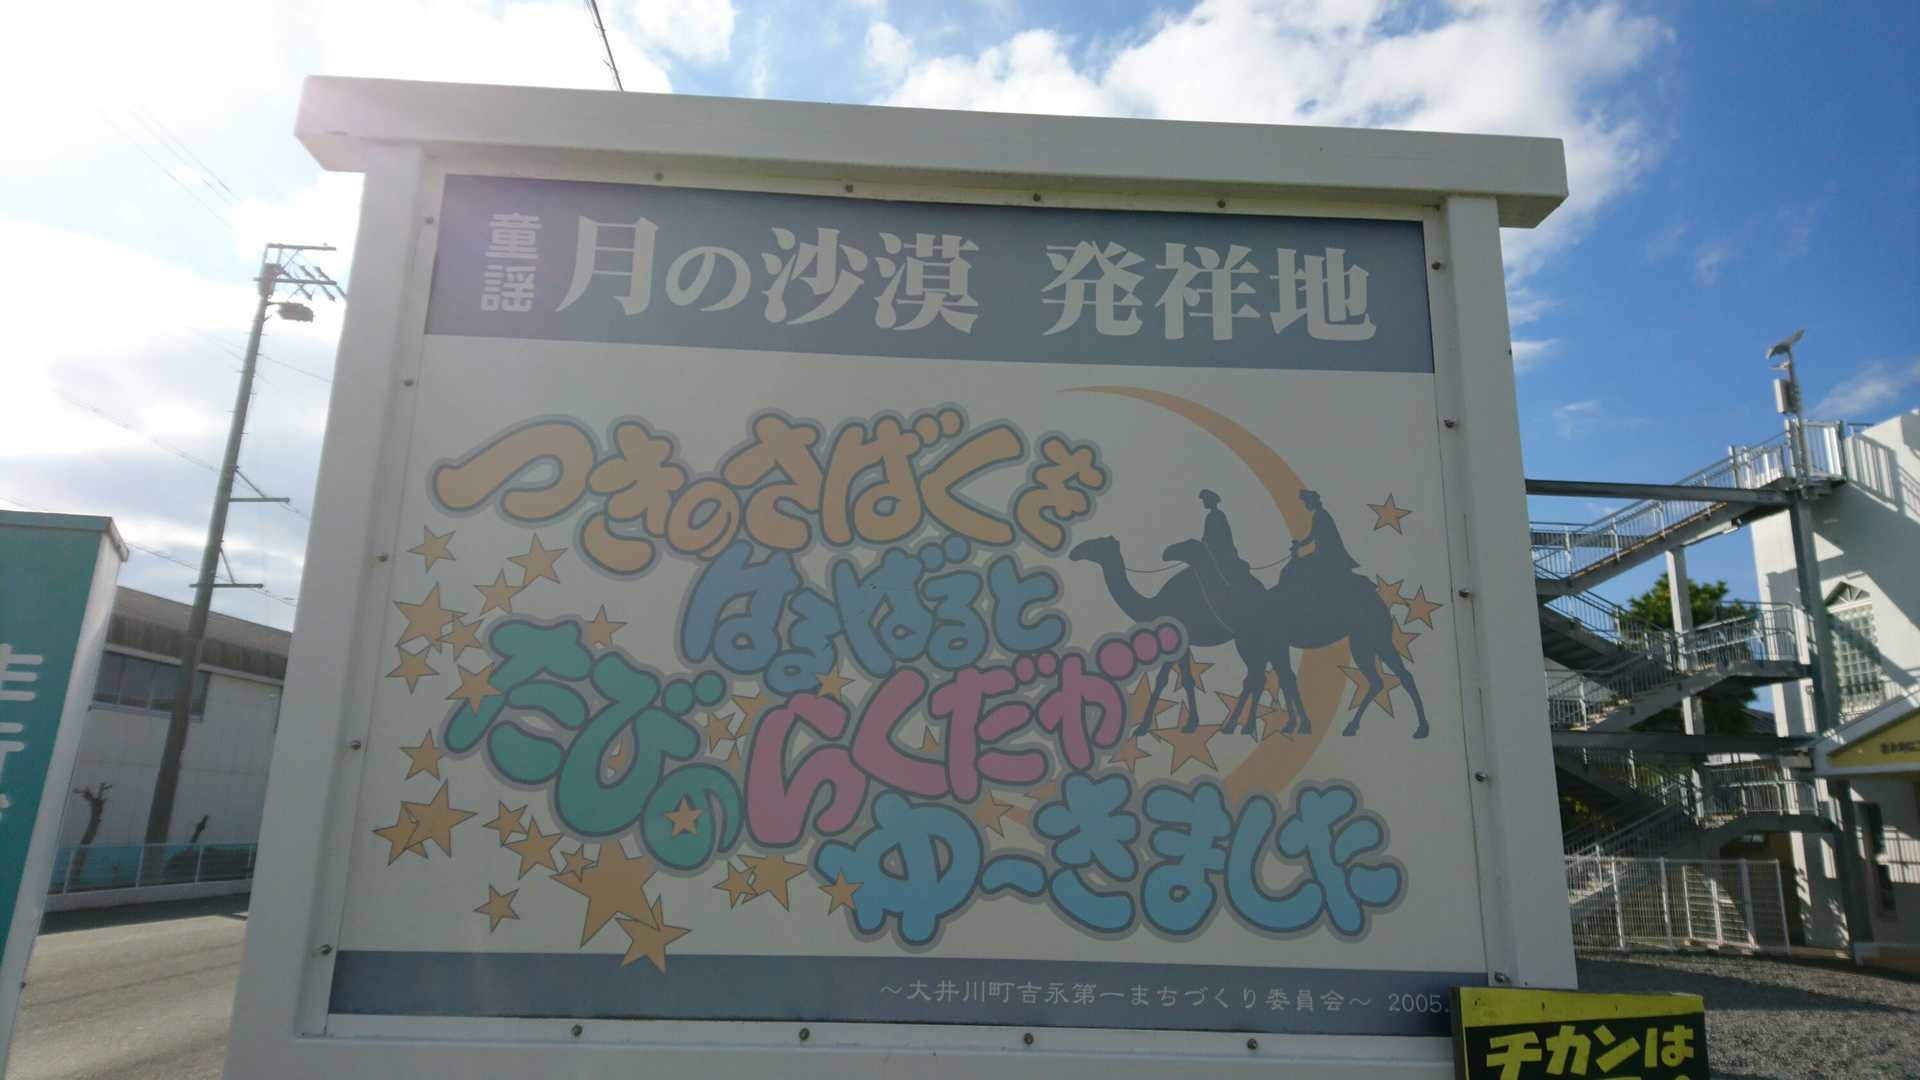 童謡 月の沙漠 発祥地
つきのさばくを
はるばると
たびのらくだが
ゆ〜きました
〜大井川町吉永第一まちづくり委員会〜 2005.
チカンは